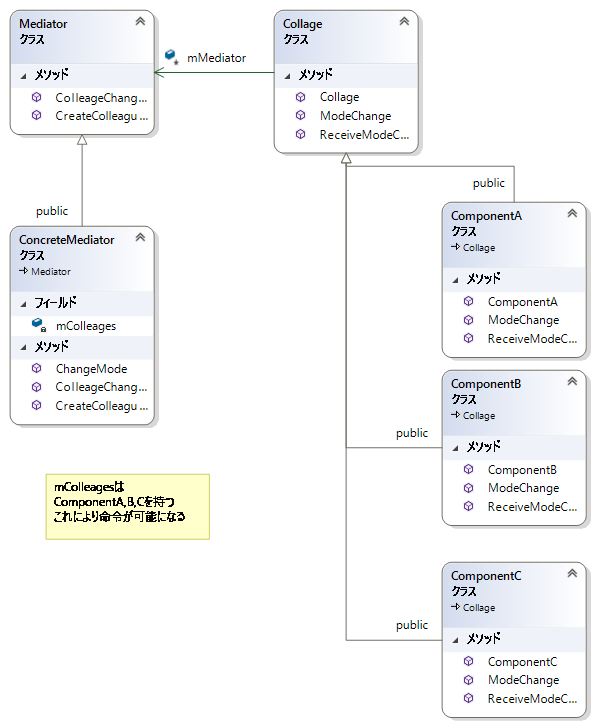 Mediator
クラス
メソッド
ColleageChang...
CreateColleagu...
mMediator
Collage
クラス
メソッド
Collage
ModeChange
ReceiveModeC...
public
ConcreteMediator
クラス
Mediator
フィールド
mColleages
メソッド
ChangeMode
ColleageChang...
CreateColleagu...
public
ComponentA
クラス
Collage
メソッド
ComponentA
ModeChange
ReceiveModeC...
public
ComponentB
クラス
Collage
メソッド
ComponentB
ModeChange
ReceiveModeC...
mColleagesは
ComponentA,B,Cを持つ
これにより命令が可能になる
public
ComponentC
クラス
Collage
メソッド
ComponentC
ModeChange
ReceiveModeC...